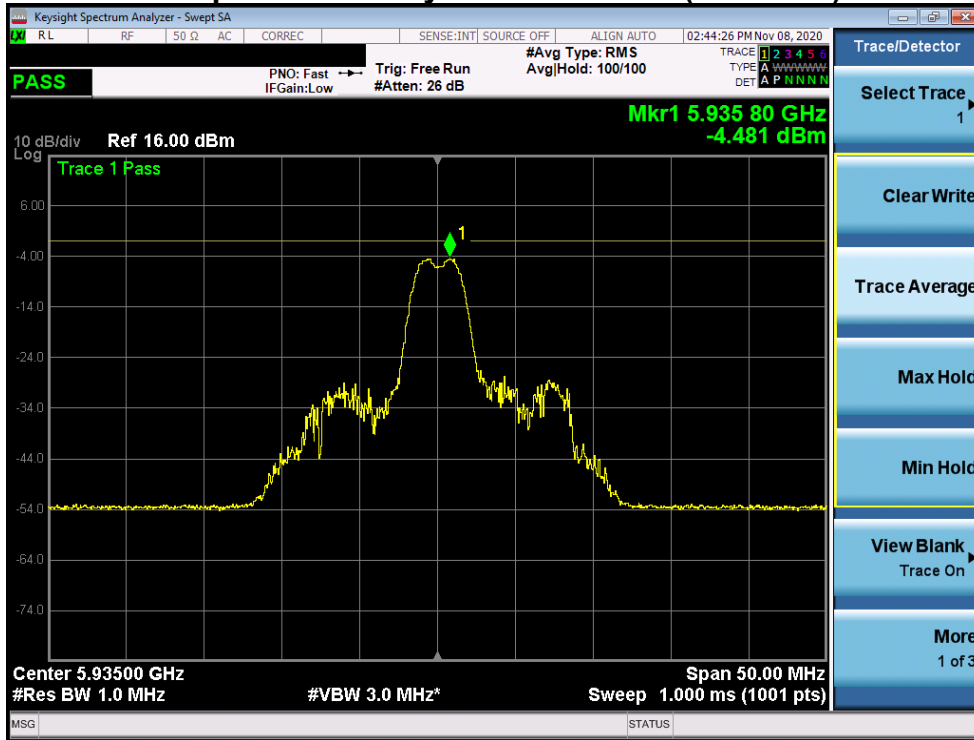 Keysight Spectrum Analyzer - Swept SA
LXI RL RF 50 Ω AC CORREC SENSE:INT SOURCE OFF ALIGN AUTO 02:44:26 PM Nov 08, 2020
PASS
PNO: Fast
IFGain:Low
Trig: Free Run
#Atten: 26 dB
#Avg Type: RMS
Avg|Hold: 100/100
TRACE 1 2 3 4 5 6
TYPE A WWWWW
DET A P N N N N
Mkr1 5.935 80 GHz
-4.481 dBm
10 dB/div Ref 16.00 dBm
Log
Trace 1 Pass
1
6.00
-4.00
-14.0
-24.0
-34.0
-44.0
-54.0
-64.0
-74.0
Center 5.93500 GHz Span 50.00 MHz
#Res BW 1.0 MHz #VBW 3.0 MHz* Sweep 1.000 ms (1001 pts)
MSG STATUS
Trace/Detector
Select Trace
1
Clear Write
Trace Average
Max Hold
Min Hold
View Blank
Trace On
More
1 of 3